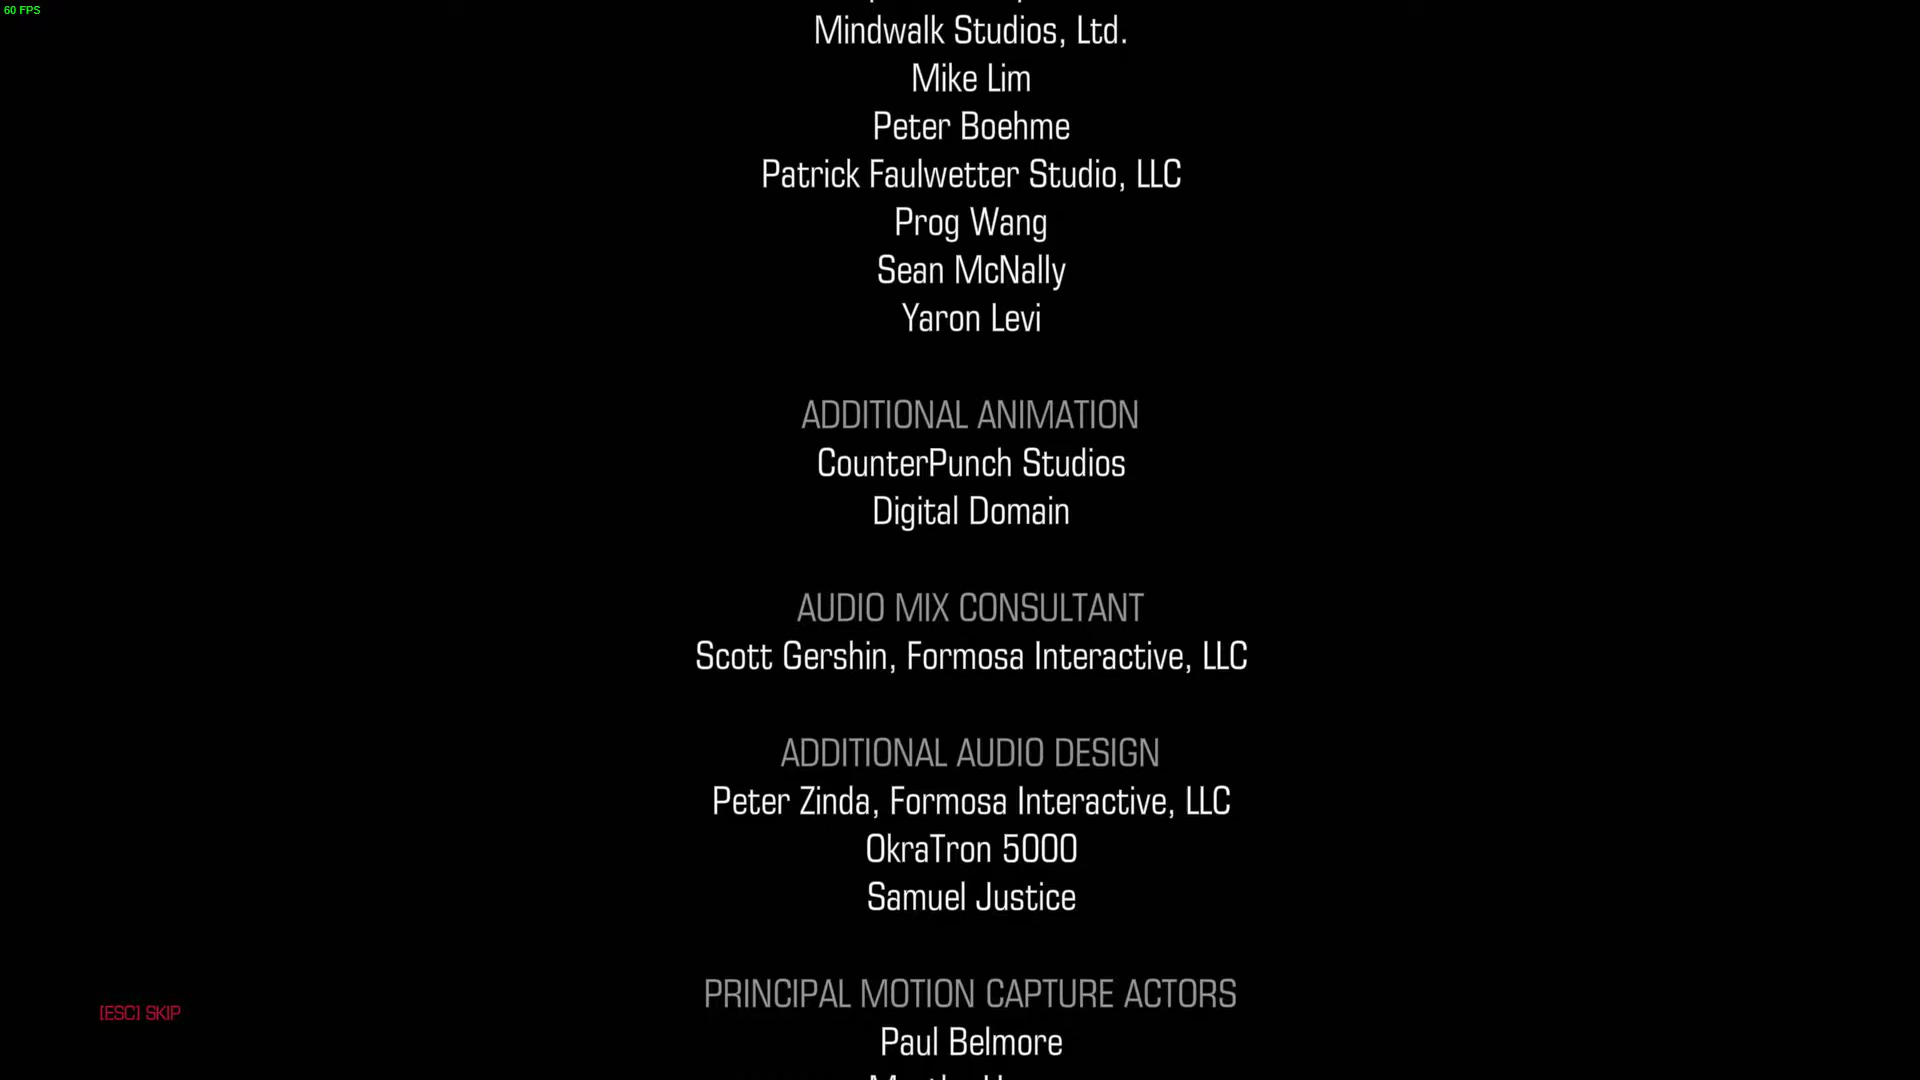 60 FPS
Mindwalk Studios, Ltd.
Mike Lim
Peter Boehme
Patrick Faulwetter Studio, LLC
Prog Wang
Sean McNally
Yaron Levi
ADDITIONAL ANIMATION
CounterPunch Studios
Digital Domain
AUDIO MIX CONSULTANT
Scott Gershin, Formosa Interactive, LLC
ADDITIONAL AUDIO DESIGN
Peter Zinda, Formosa Interactive, LLC
OkraTron 5000
Samuel Justice
PRINCIPAL MOTION CAPTURE ACTORS
[ESC] SKIP
Paul Belmore